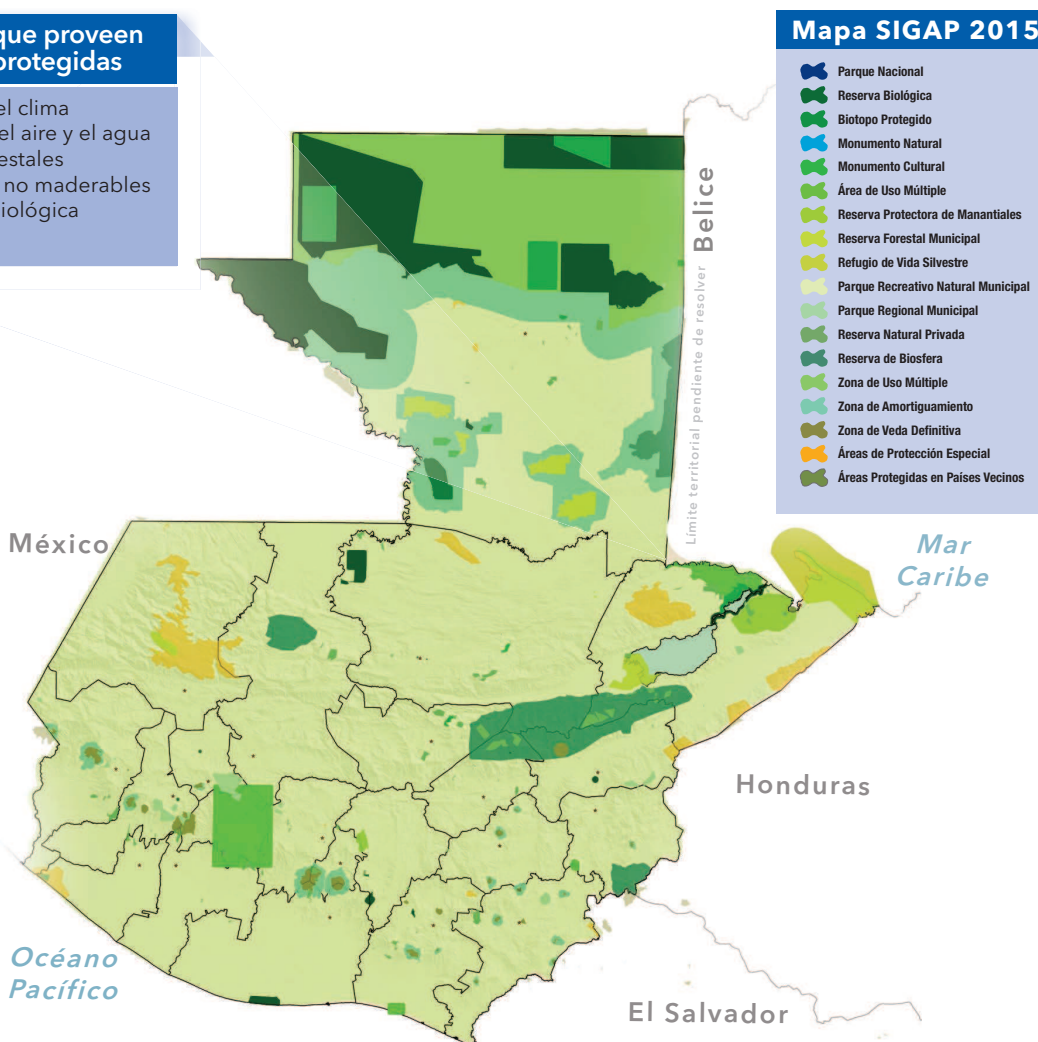 que proveen
protegidas
el clima
el aire y el agua
estales
no maderables
iológica
Mapa SIGAP 2015
Parque Nacional
Reserva Biológica
Biotopo Protegido
Monumento Natural
Monumento Cultural
Área de Uso Múltiple
Reserva Protectora de Manantiales
Reserva Forestal Municipal
Refugio de Vida Silvestre
Parque Recreativo Natural Municipal
Parque Regional Municipal
Reserva Natural Privada
Reserva de Biosfera
Zona de Uso Múltiple
Zona de Amortiguamiento
Zona de Veda Definitiva
Áreas de Protección Especial
Áreas Protegidas en Países Vecinos
Belice
Límite territorial pendiente de resolver
México
Mar
Caribe
Honduras
Océano
Pacífico
El Salvador